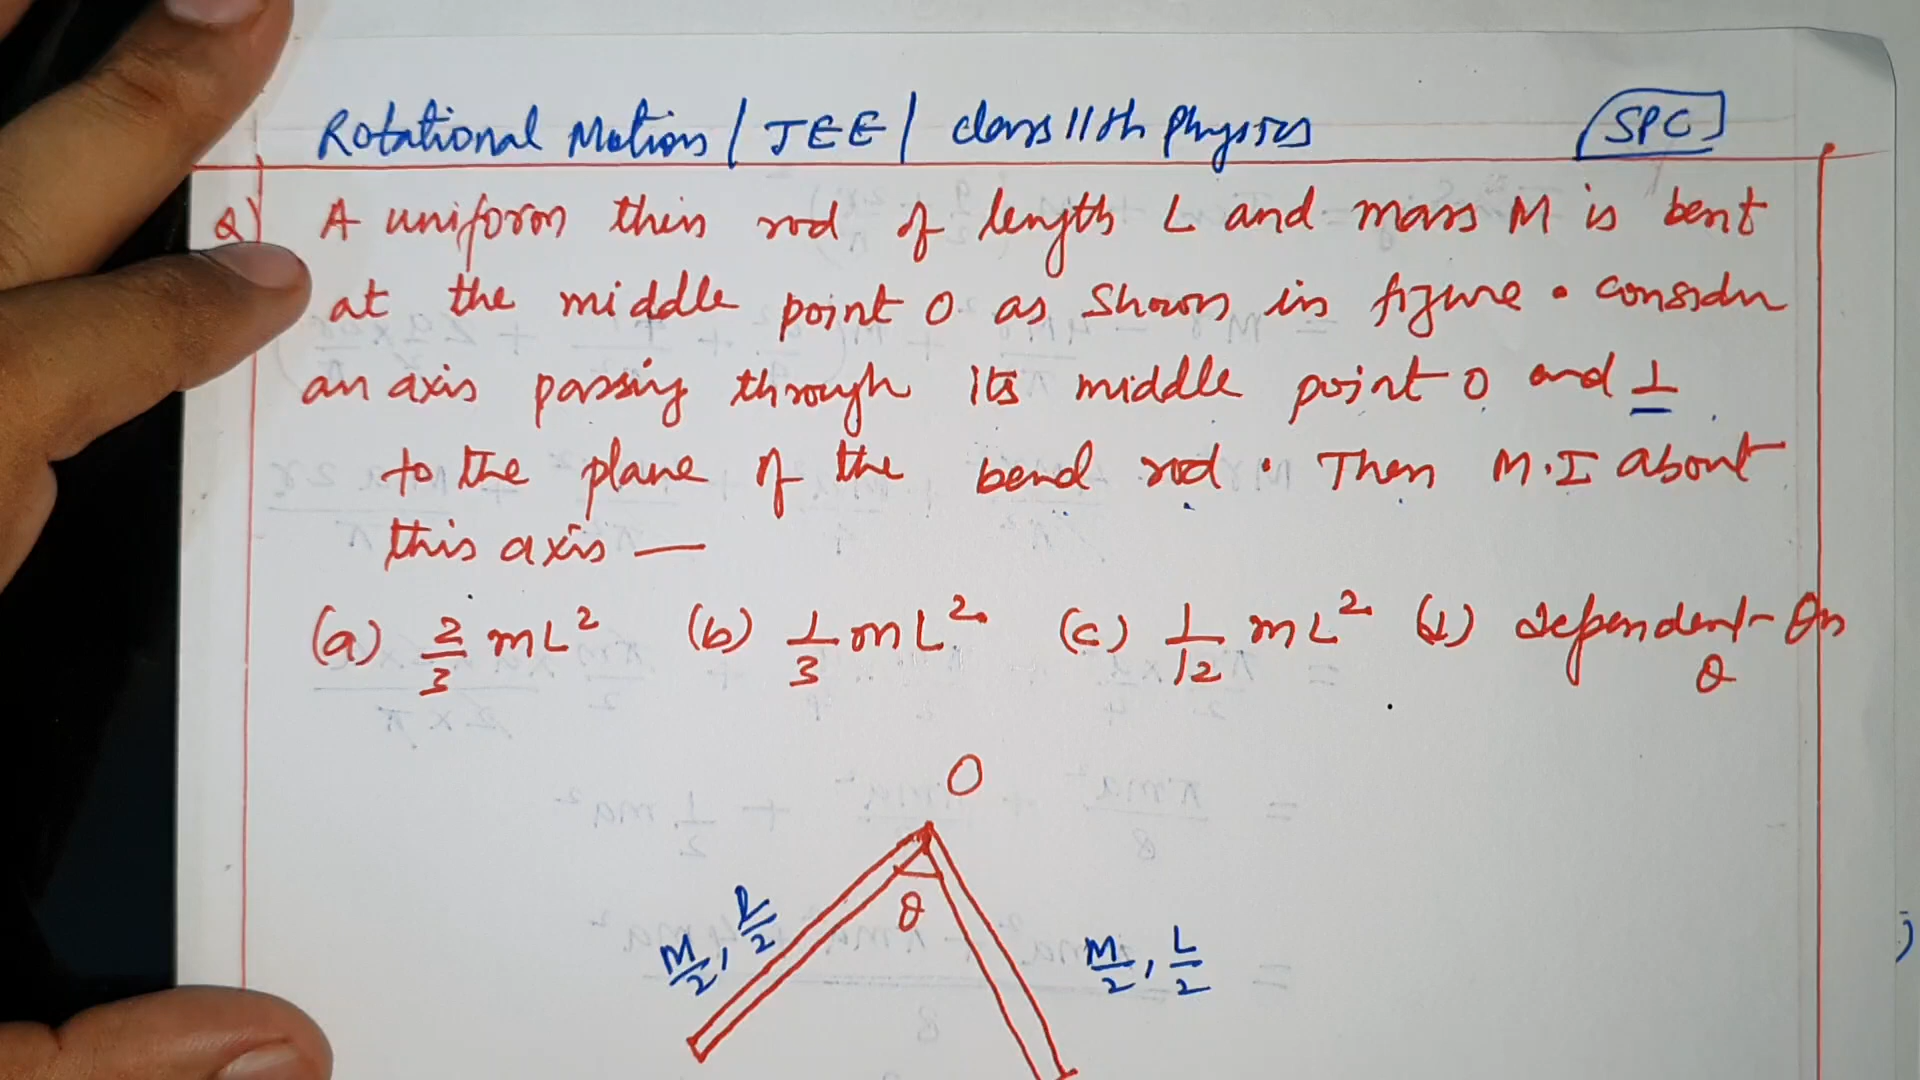 Rotational Motion / JEE / class 11th Physics
SPC
Q) A uniform thin rod of length L and mass M is bent
at the middle point O as shown in figure. consider
an axis passing through its middle point O and ⊥
to the plane of the bend rod. Then M.I about
this axis —
(a) 2/3 mL² (b) 1/3 mL² (c) 1/12 mL² (d) dependent on θ
O
θ
M/2, L/2
M/2, L/2